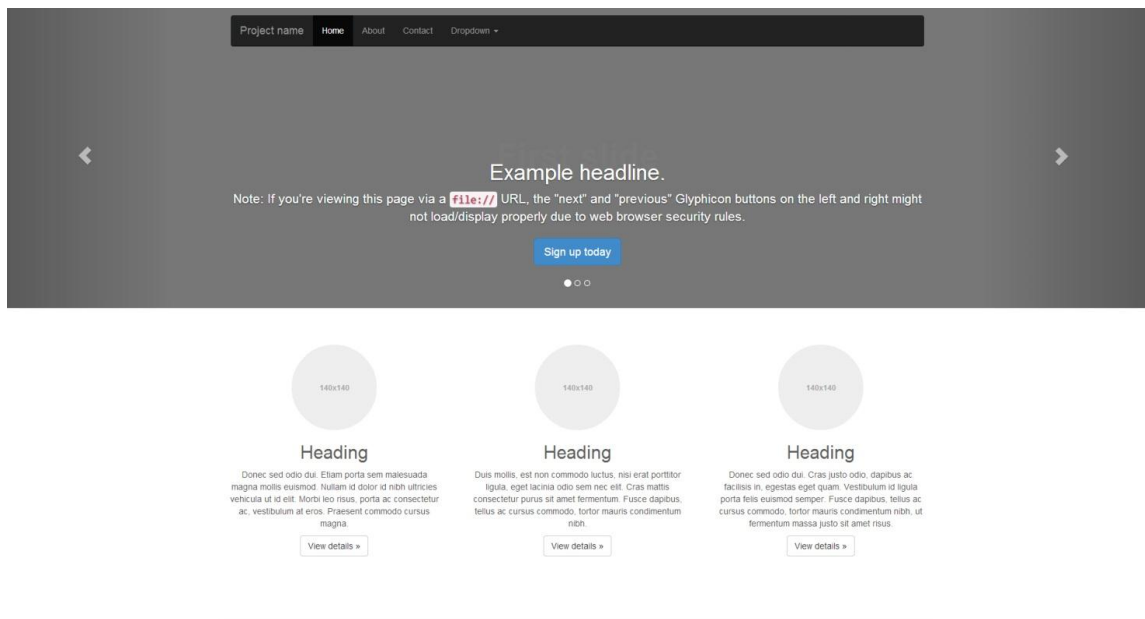 Project name Home About Contact Dropdown
First slide
Example headline.
Note: If you're viewing this page via a file:// URL, the "next" and "previous" Glyphicon buttons on the left and right might
not load/display properly due to web browser security rules.
Sign up today
140x140
Heading
Donec sed odio dui. Etiam porta sem malesuada
magna mollis euismod. Nullam id dolor id nibh ultricies
vehicula ut id elit. Morbi leo risus, porta ac consectetur
ac, vestibulum at eros. Praesent commodo cursus
magna.
View details »
140x140
Heading
Duis mollis, est non commodo luctus, nisi erat porttitor
ligula, eget lacinia odio sem nec elit. Cras mattis
consectetur purus sit amet fermentum. Fusce dapibus,
tellus ac cursus commodo, tortor mauris condimentum
nibh.
View details »
140x140
Heading
Donec sed odio dui. Cras justo odio, dapibus ac
facilisis in, egestas eget quam. Vestibulum id ligula
porta felis euismod semper. Fusce dapibus, tellus ac
cursus commodo, tortor mauris condimentum nibh, ut
fermentum massa justo sit amet risus.
View details »